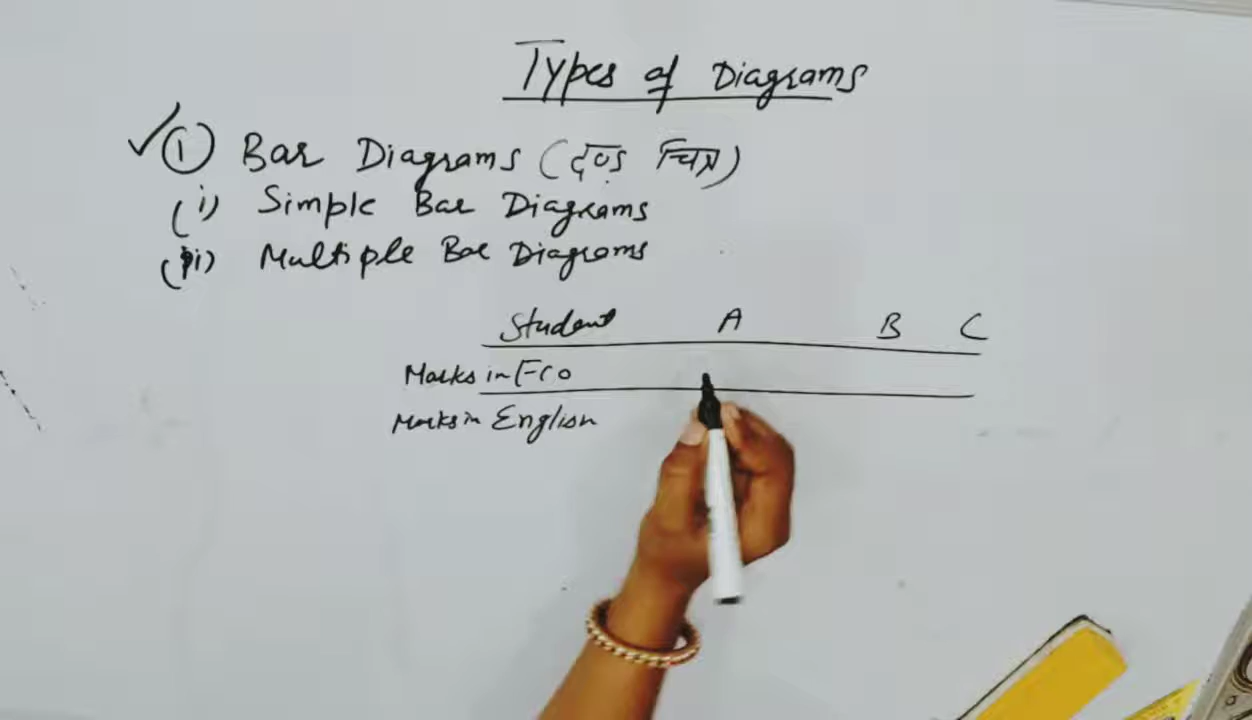 Types of Diagrams
① Bar Diagrams (दण्ड चित्र)
(i) Simple Bar Diagrams
(ii) Multiple Bar Diagrams
Student A B C
Marks in Eco
Marks in English